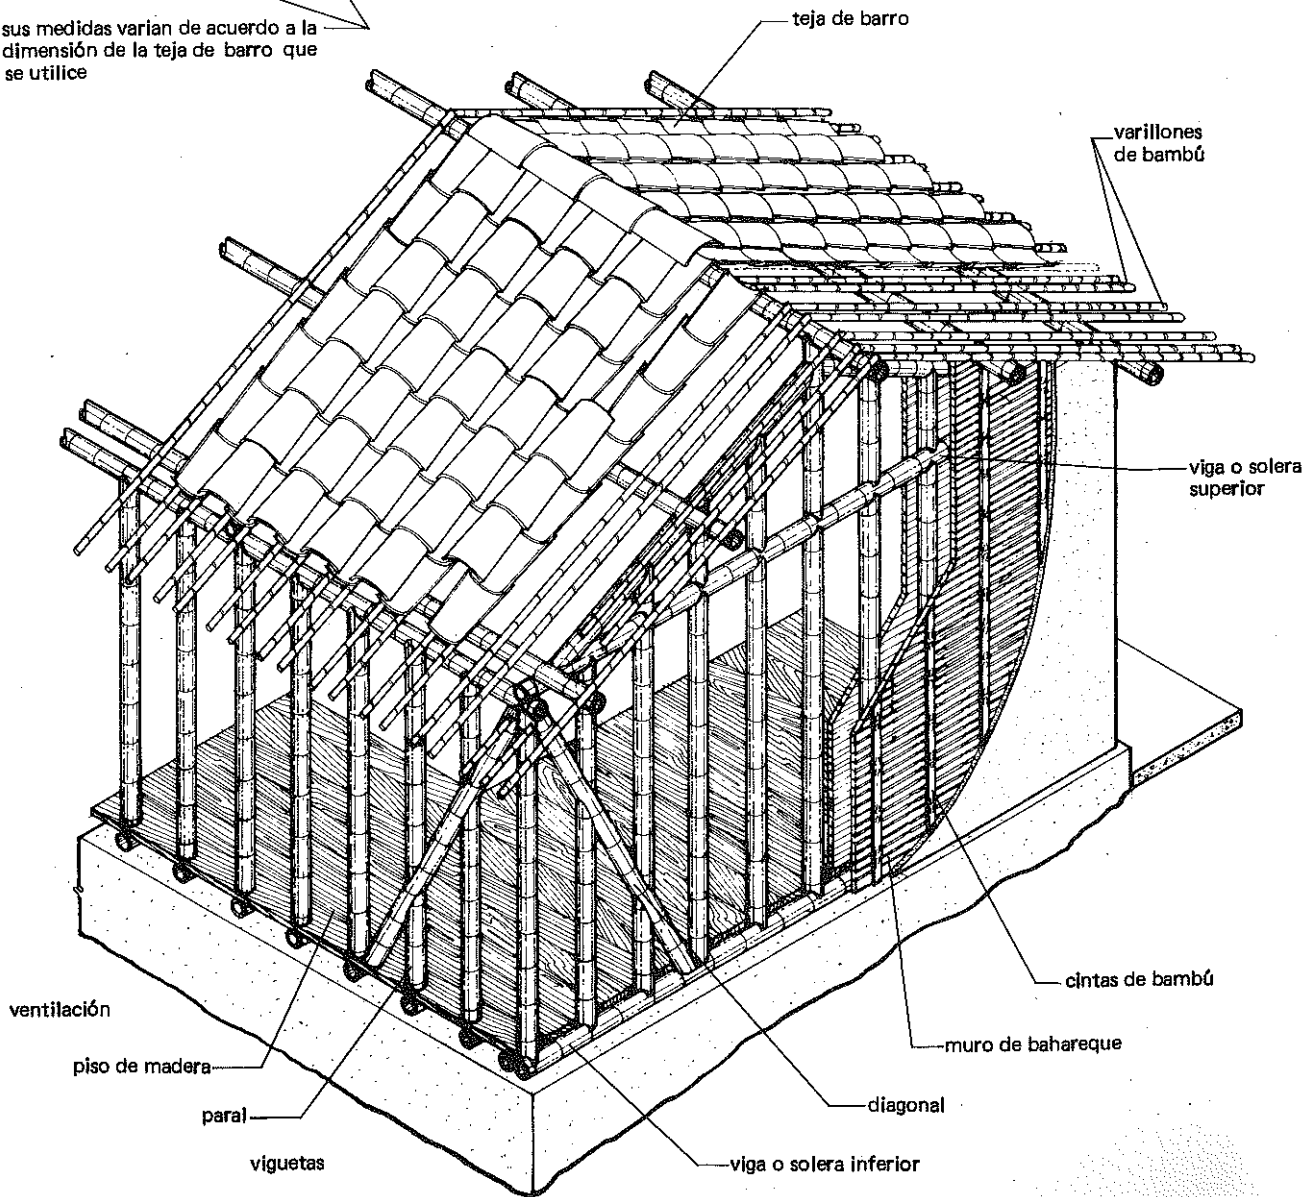 sus medidas varian de acuerdo a la
dimensión de la teja de barro que
se utilice
teja de barro
varillones
de bambú
viga o solera
superior
cintas de bambú
muro de bahareque
diagonal
viga o solera inferior
ventilación
piso de madera
paral
viguetas